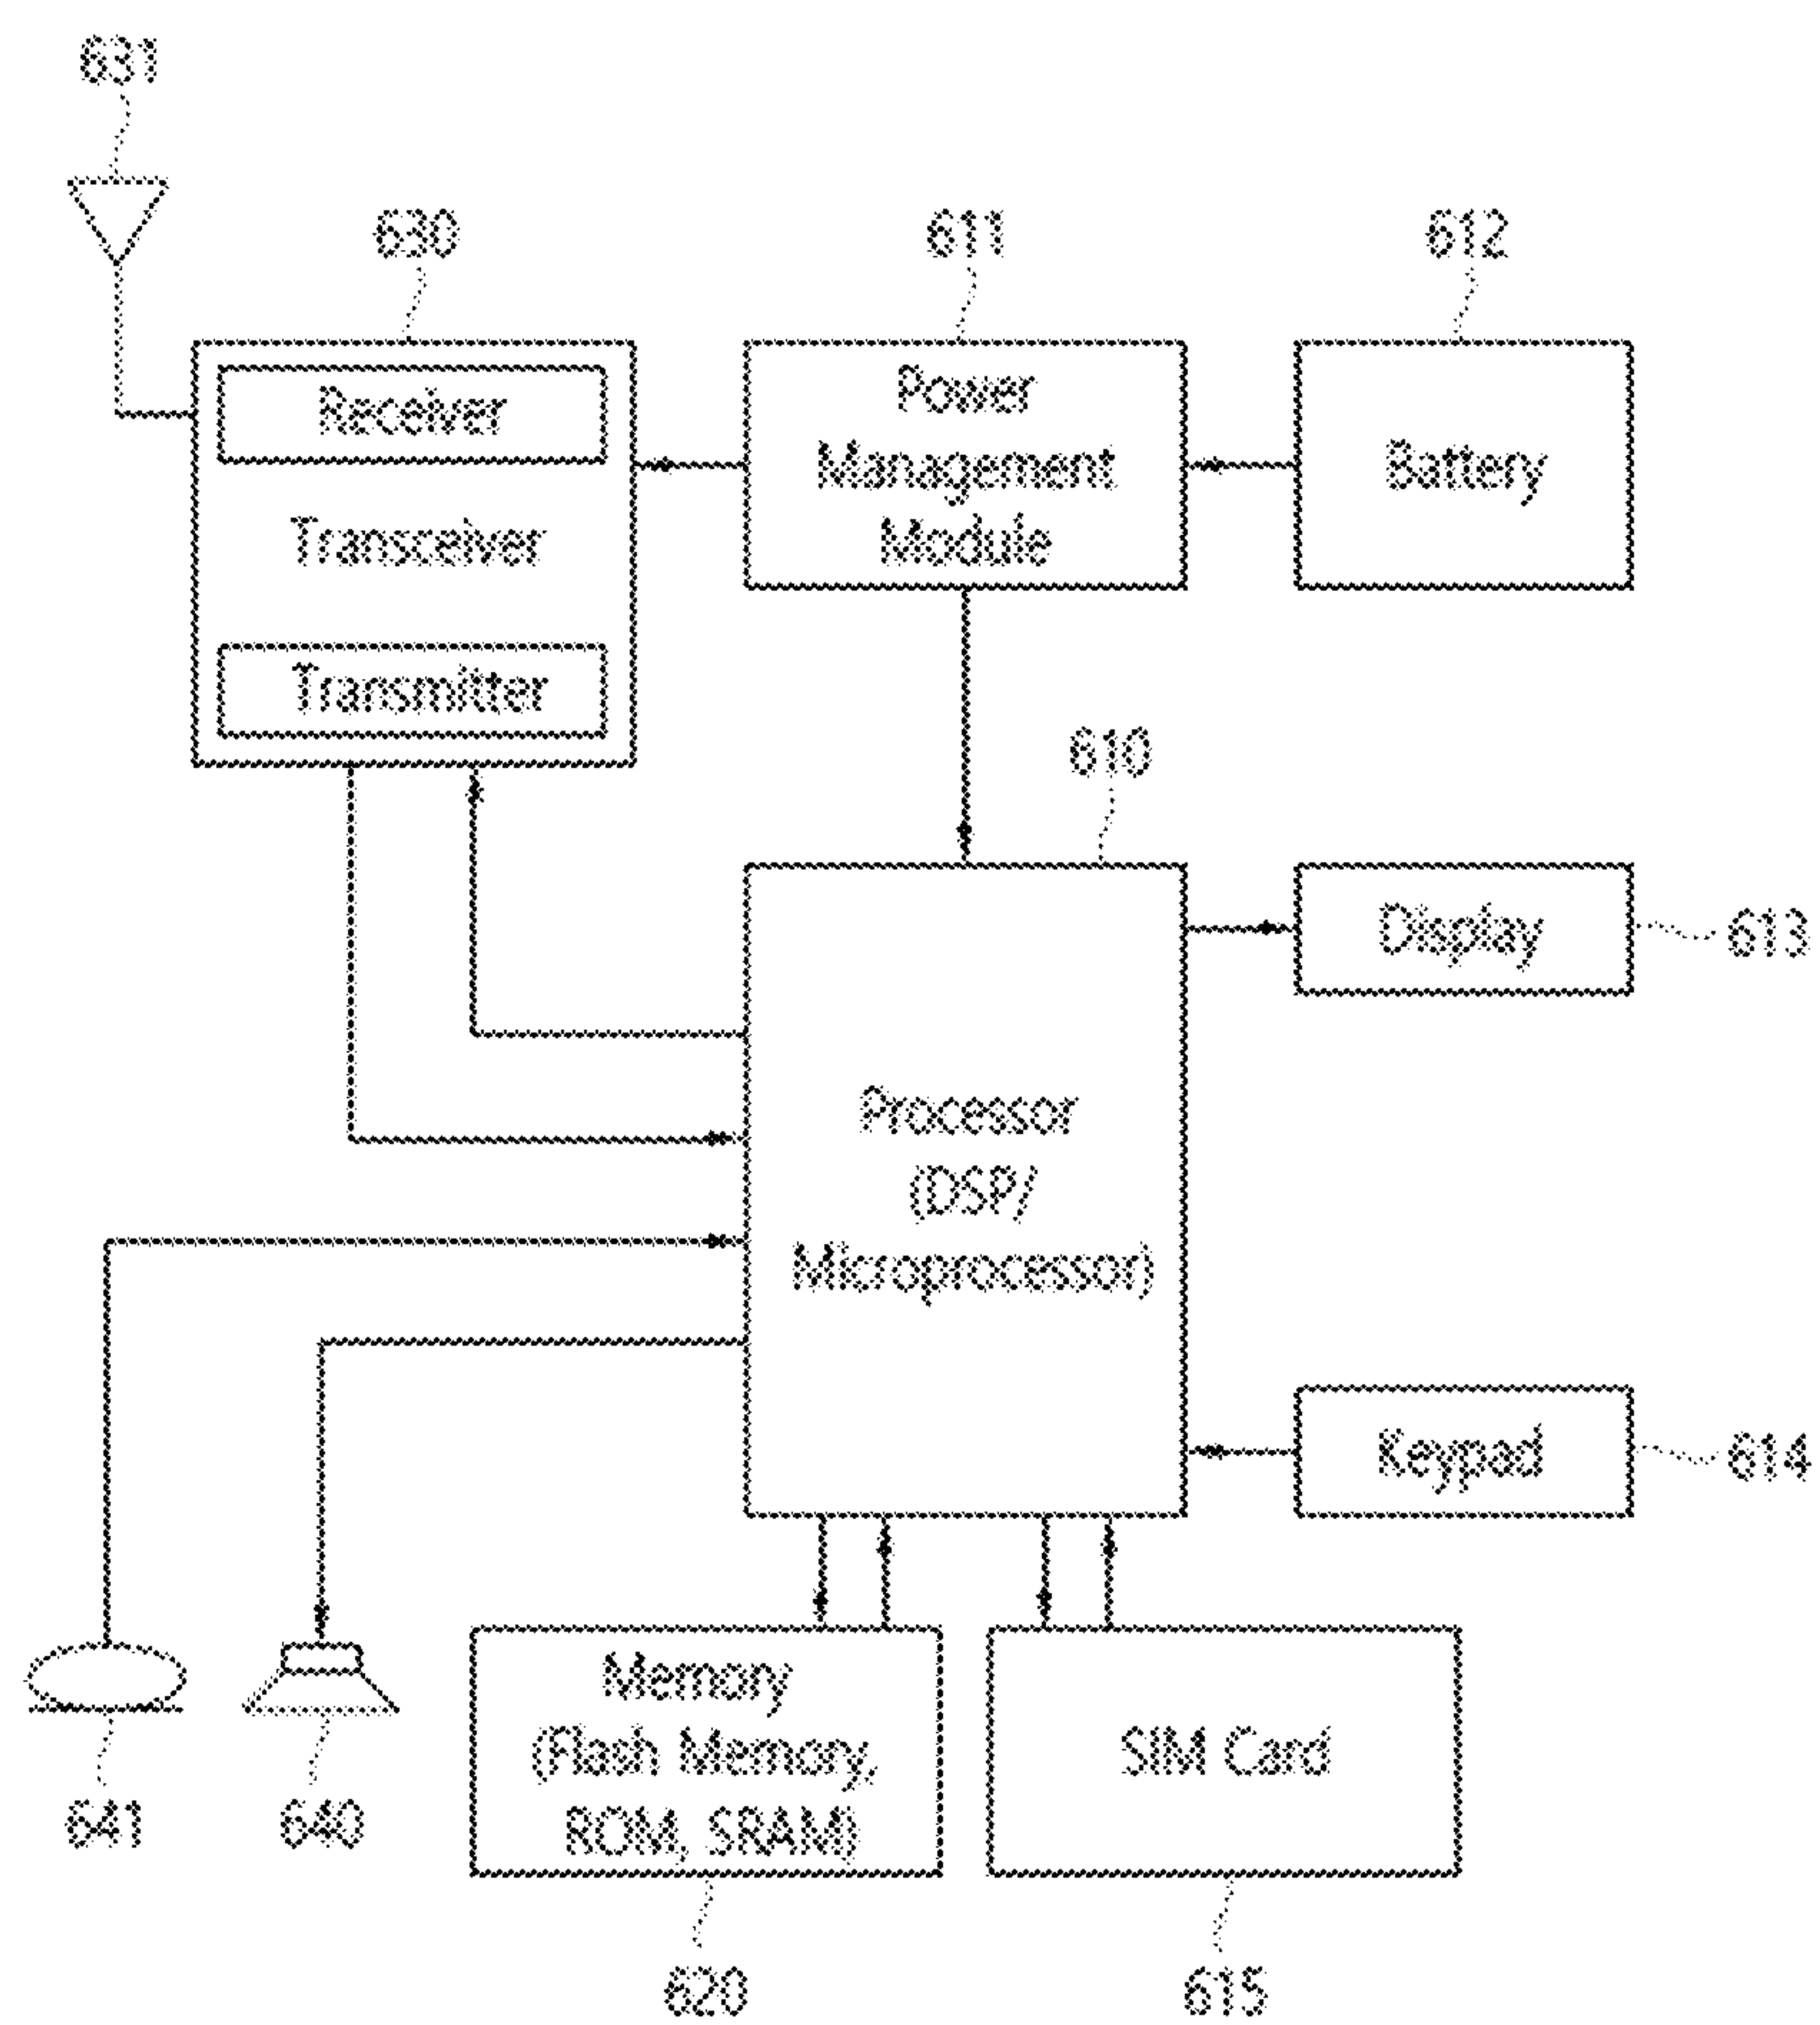 631
630
611
612
Receiver
Transceiver
Transmitter
Power
Management
Module
Battery
610
Display
613
Processor
(DSP/
Microprocessor)
Keypad
614
Memory
(Flash Memory,
ROM, SRAM)
SIM Card
641
640
620
615